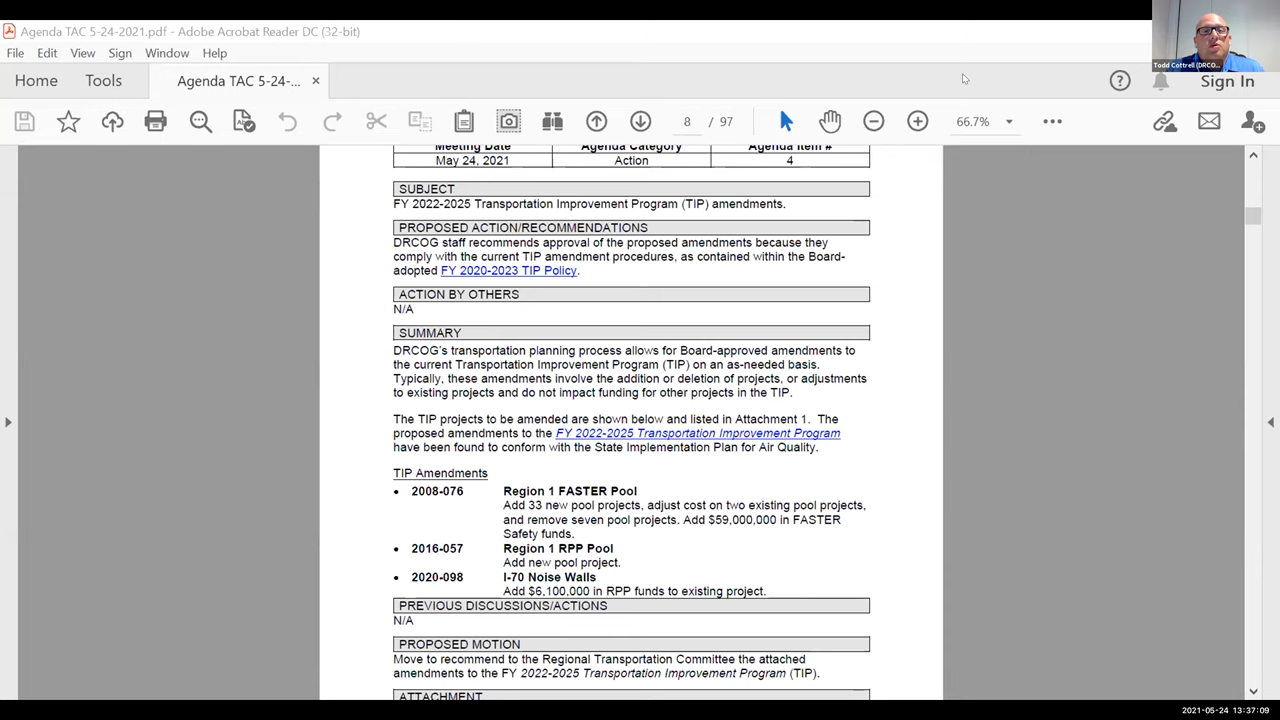 Agenda TAC 5-24-2021.pdf - Adobe Acrobat Reader DC (32-bit)
Todd Cottrell (DRCO...
File Edit View Sign Window Help
Home Tools Agenda TAC 5-24-... × ? Sign In
8 / 97 66.7%
Meeting Date Agenda Category Agenda Item #
May 24, 2021 Action 4
SUBJECT
FY 2022-2025 Transportation Improvement Program (TIP) amendments.
PROPOSED ACTION/RECOMMENDATIONS
DRCOG staff recommends approval of the proposed amendments because they
comply with the current TIP amendment procedures, as contained within the Board-
adopted FY 2020-2023 TIP Policy.
ACTION BY OTHERS
N/A
SUMMARY
DRCOG's transportation planning process allows for Board-approved amendments to
the current Transportation Improvement Program (TIP) on an as-needed basis.
Typically, these amendments involve the addition or deletion of projects, or adjustments
to existing projects and do not impact funding for other projects in the TIP.
The TIP projects to be amended are shown below and listed in Attachment 1. The
proposed amendments to the FY 2022-2025 Transportation Improvement Program
have been found to conform with the State Implementation Plan for Air Quality.
TIP Amendments
• 2008-076 Region 1 FASTER Pool
Add 33 new pool projects, adjust cost on two existing pool projects,
and remove seven pool projects. Add $59,000,000 in FASTER
Safety funds.
• 2016-057 Region 1 RPP Pool
Add new pool project.
• 2020-098 I-70 Noise Walls
Add $6,100,000 in RPP funds to existing project.
PREVIOUS DISCUSSIONS/ACTIONS
N/A
PROPOSED MOTION
Move to recommend to the Regional Transportation Committee the attached
amendments to the FY 2022-2025 Transportation Improvement Program (TIP).
ATTACHMENT
2021-05-24 13:37:09